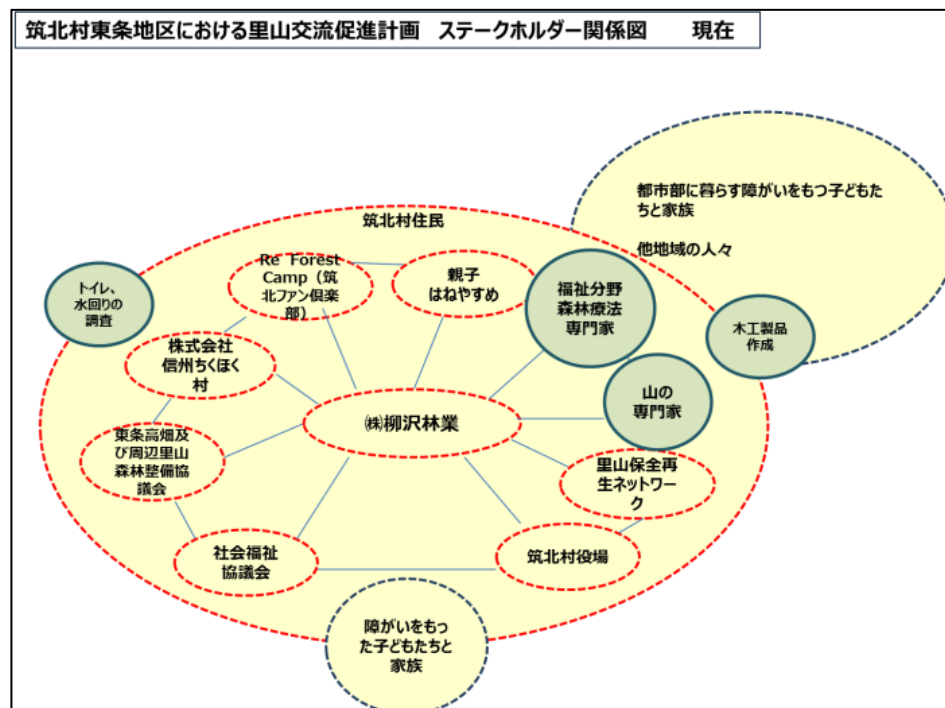 筑北村東条地区における里山交流促進計画 ステークホルダー関係図 現在
都市部に暮らす障がいをもつ子どもた
ちと家族
他地域の人々
筑北村住民
Re Forest
Camp（筑
北ファン倶楽
部）
親子
はねやすめ
福祉分野
森林療法
専門家
トイレ、
水回りの
調査
木工製品
作成
株式会社
信州ちくほく
村
山の
専門家
㈱柳沢林業
東条高畑及
び周辺里山
森林整備協
議会
里山保全再
生ネットワー
ク
社会福祉
協議会
筑北村役場
障がいをもっ
た子どもたちと
家族